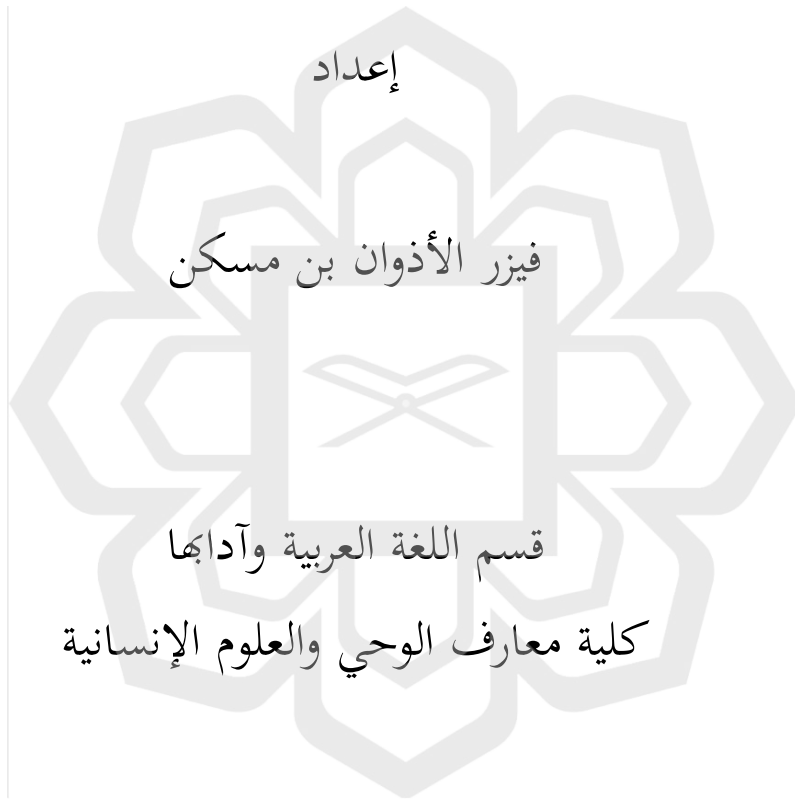 إعداد
فيزر الأذوان بن مسكن
قسم اللغة العربية وآدابها
كلية معارف الوحي والعلوم الإنسانية